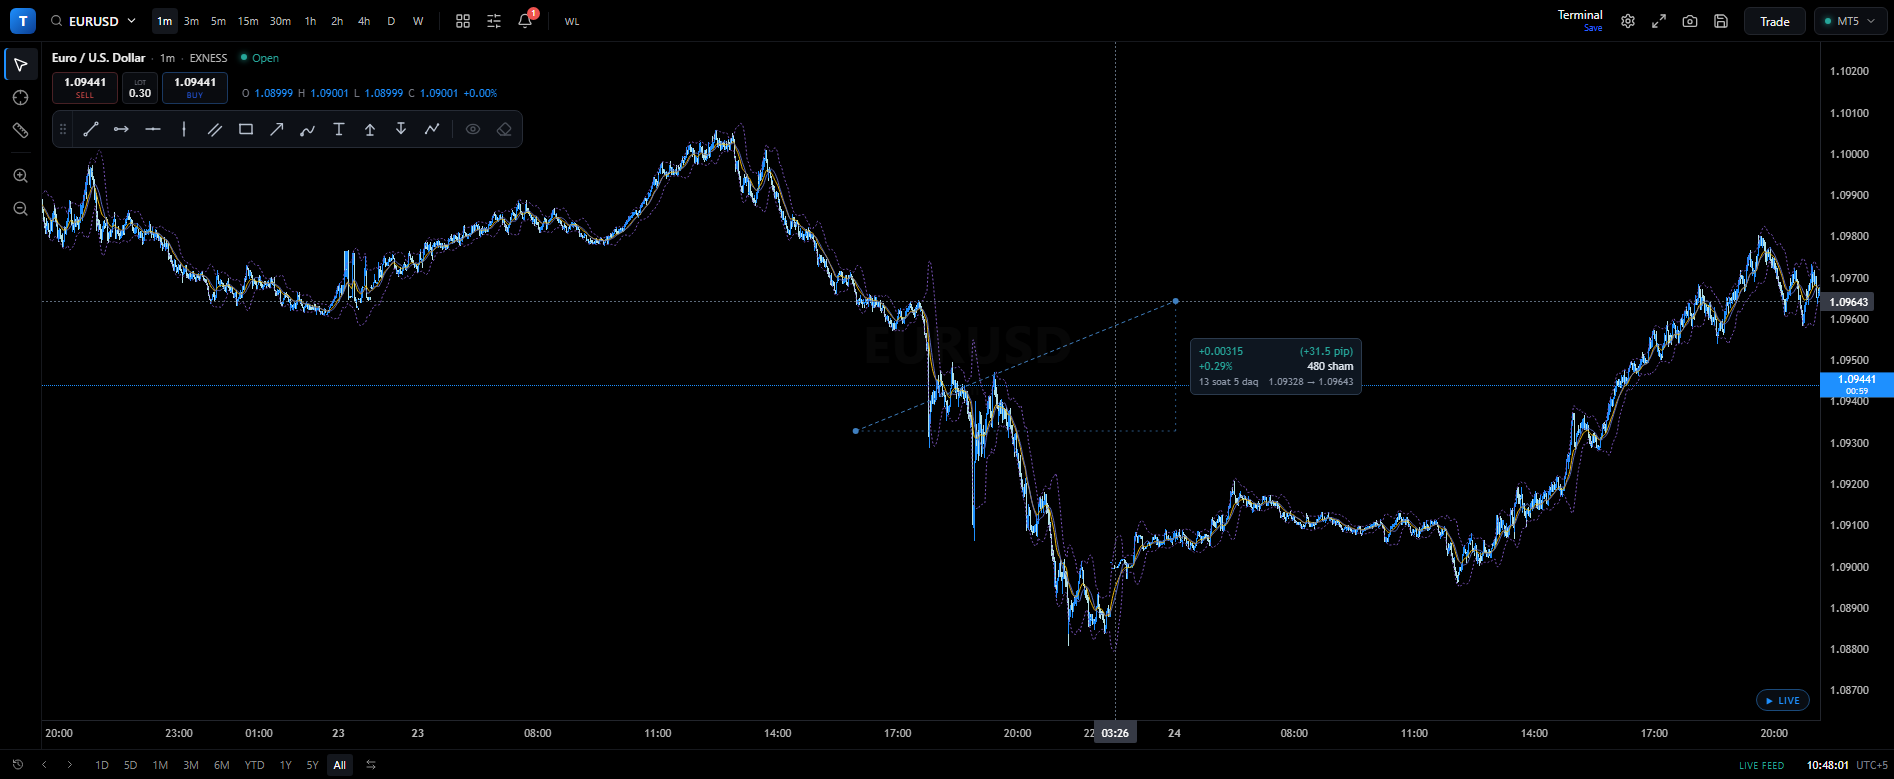 T EURUSD 1m 3m 5m 15m 30m 1h 2h 4h D W 1 WL Terminal Save Trade MT5
Euro / U.S. Dollar · 1m · EXNESS Open
1.09441 SELL LOT 0.30 1.09441 BUY O 1.08999 H 1.09001 L 1.08999 C 1.09001 +0.00%
T
EURUSD
+0.00315 (+31.5 pip)
+0.29% 480 sham
13 soat 5 daq 1.09328 → 1.09643
1.10200
1.10100
1.10000
1.09900
1.09800
1.09700
1.09643
1.09600
1.09500
1.09441
00:59
1.09400
1.09300
1.09200
1.09100
1.09000
1.08900
1.08800
1.08700
LIVE
20:00 23:00 01:00 23 23 08:00 11:00 14:00 17:00 20:00 22 03:26 24 08:00 11:00 14:00 17:00 20:00
1D 5D 1M 3M 6M YTD 1Y 5Y All LIVE FEED 10:48:01 UTC+5